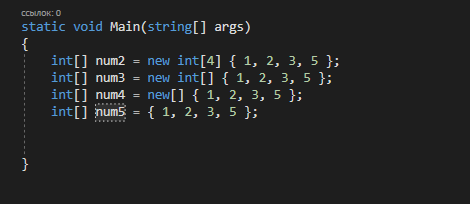 ссылок: 0
static void Main(string[] args)
{
int[] num2 = new int[4] { 1, 2, 3, 5 };
int[] num3 = new int[] { 1, 2, 3, 5 };
int[] num4 = new[] { 1, 2, 3, 5 };
int[] num5 = { 1, 2, 3, 5 };
}